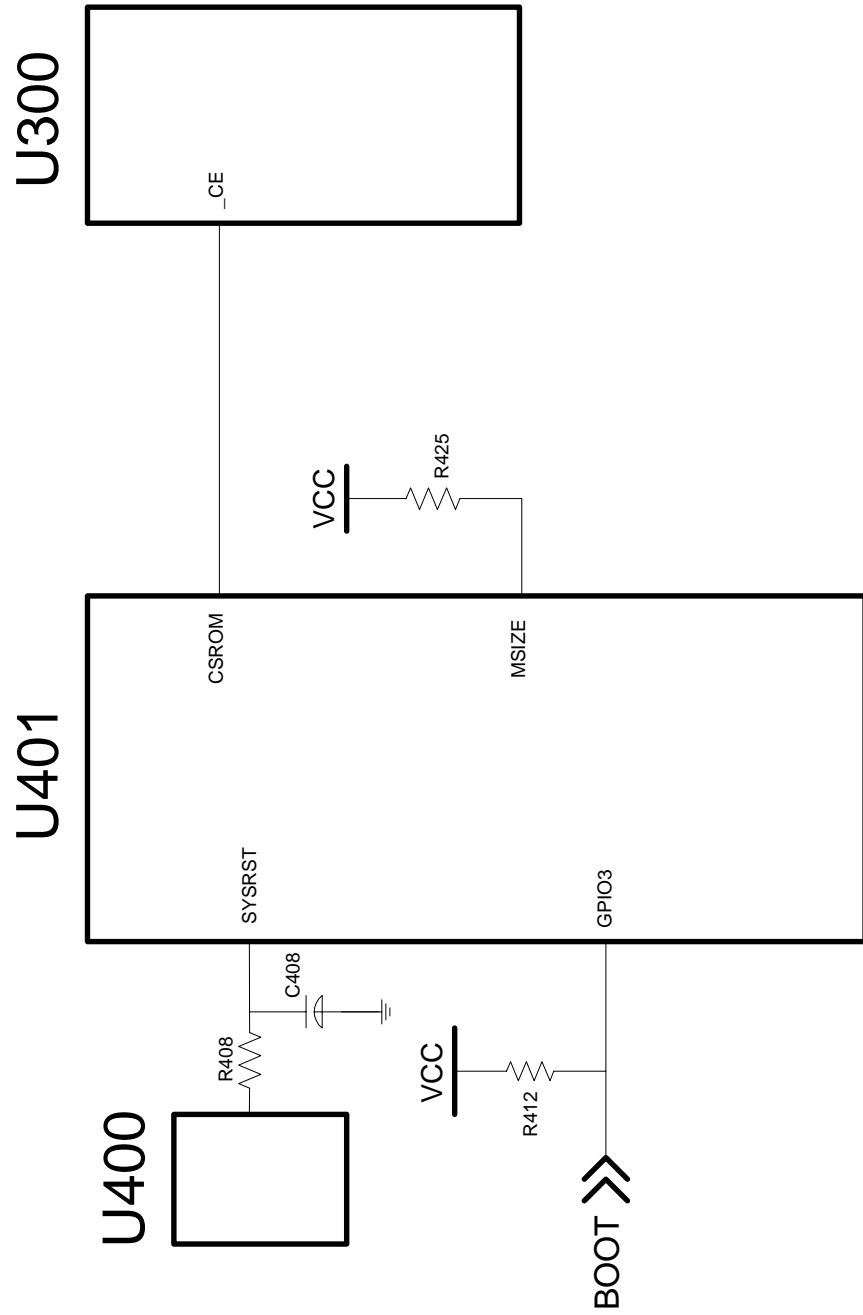 U400
U401
U300
R408
C408
SYSRST
CSROM
_CE
VCC
R412
BOOT
GPIO3
VCC
R425
MSIZE